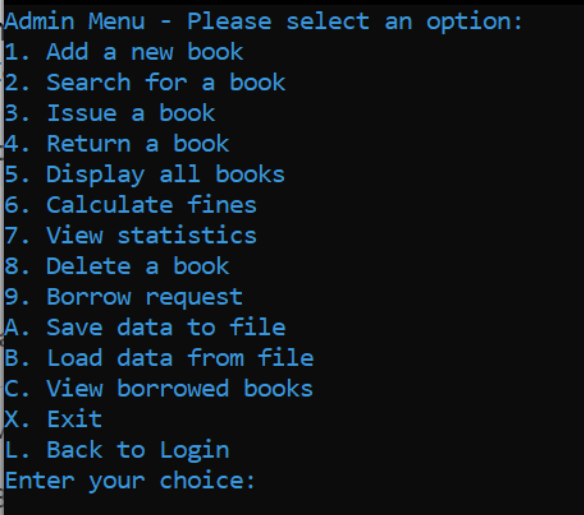 Admin Menu - Please select an option:
1. Add a new book
2. Search for a book
3. Issue a book
4. Return a book
5. Display all books
6. Calculate fines
7. View statistics
8. Delete a book
9. Borrow request
A. Save data to file
B. Load data from file
C. View borrowed books
X. Exit
L. Back to Login
Enter your choice: